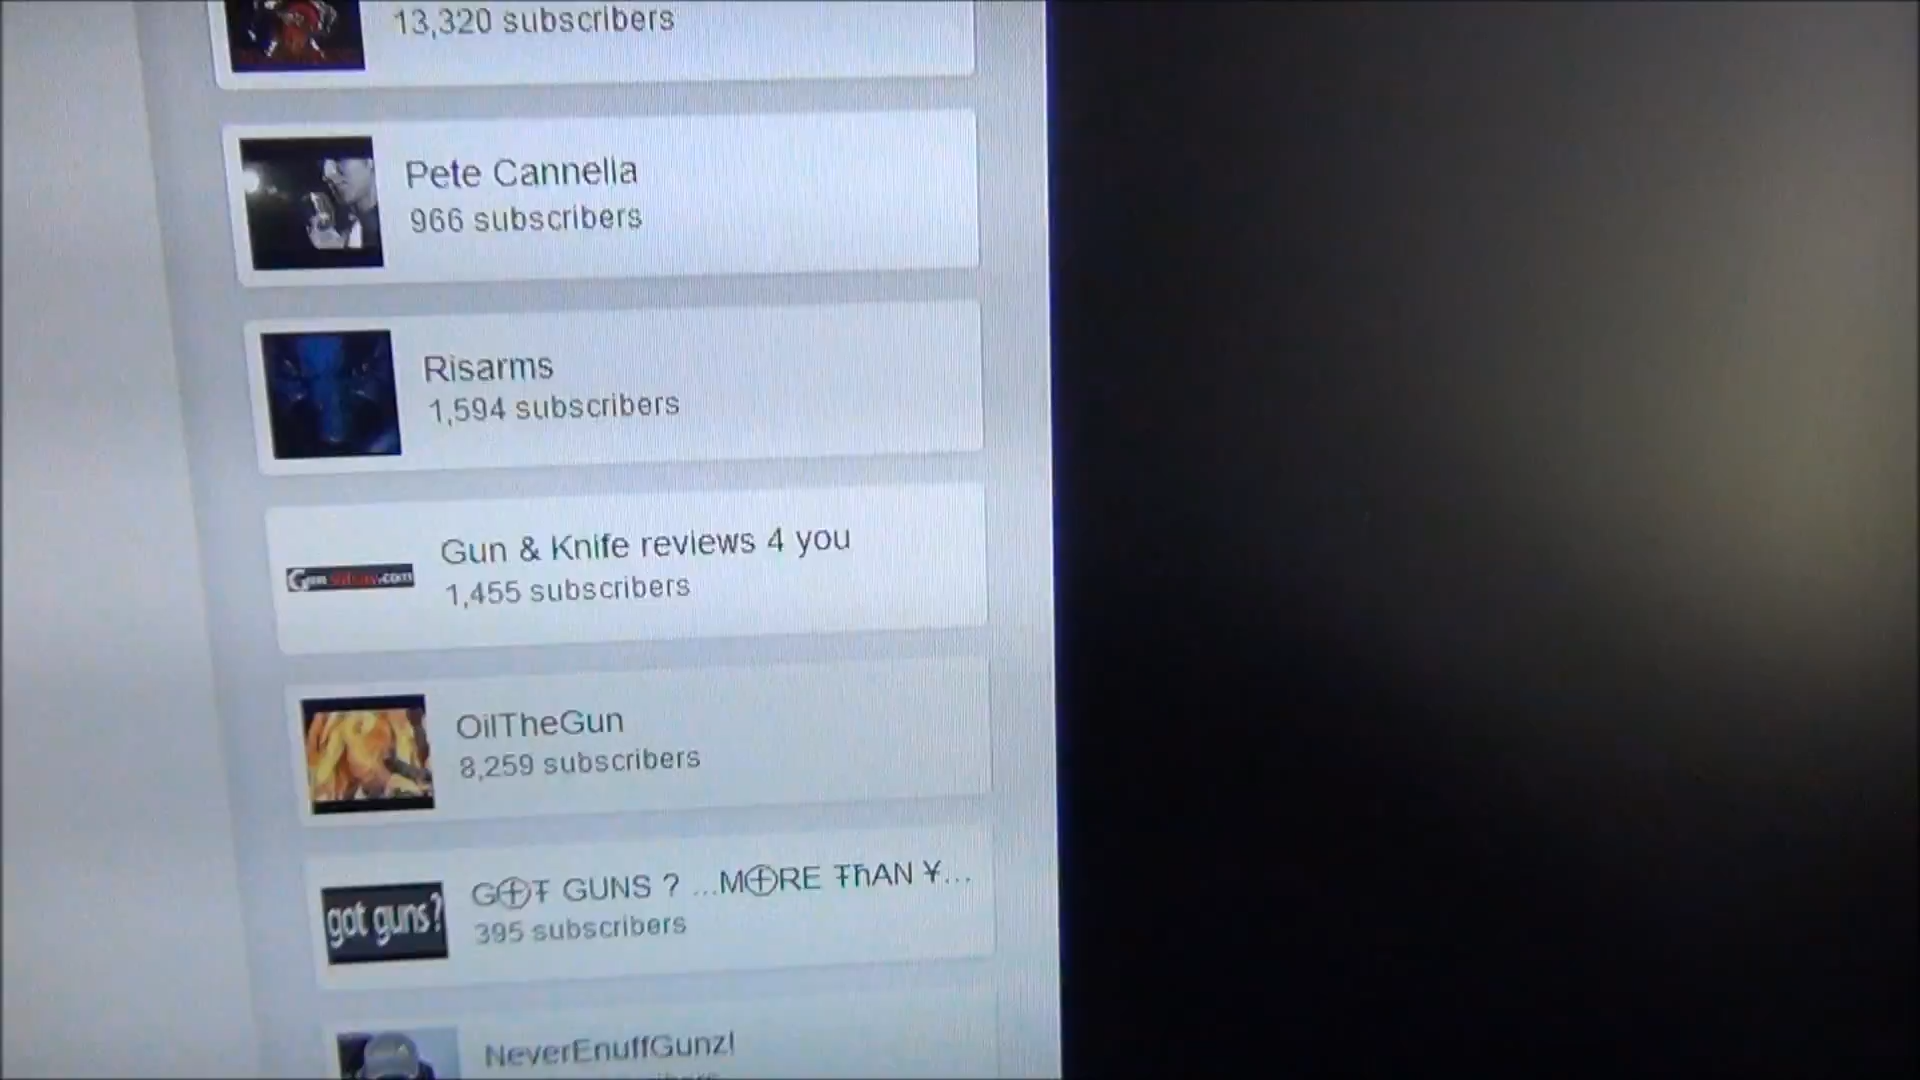 13,320 subscribers
Pete Cannella
966 subscribers
Risarms
1,594 subscribers
Gun & Knife reviews 4 you
1,455 subscribers
OilTheGun
8,259 subscribers
G⨁Ŧ GUNS ? ...M⨁RE ŦħAN ¥...
got guns?
395 subscribers
NeverEnuffGunz!